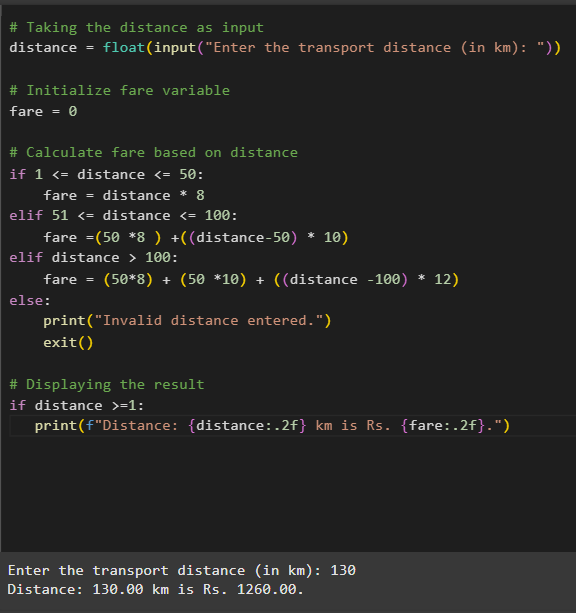 # Taking the distance as input
distance = float(input("Enter the transport distance (in km): "))
# Initialize fare variable
fare = 0
# Calculate fare based on distance
if 1 <= distance <= 50:
    fare = distance * 8
elif 51 <= distance <= 100:
    fare =(50 *8 ) +((distance-50) * 10)
elif distance > 100:
    fare = (50*8) + (50 *10) + ((distance -100) * 12)
else:
    print("Invalid distance entered.")
    exit()
# Displaying the result
if distance >=1:
   print(f"Distance: {distance:.2f} km is Rs. {fare:.2f}.")
Enter the transport distance (in km): 130
Distance: 130.00 km is Rs. 1260.00.